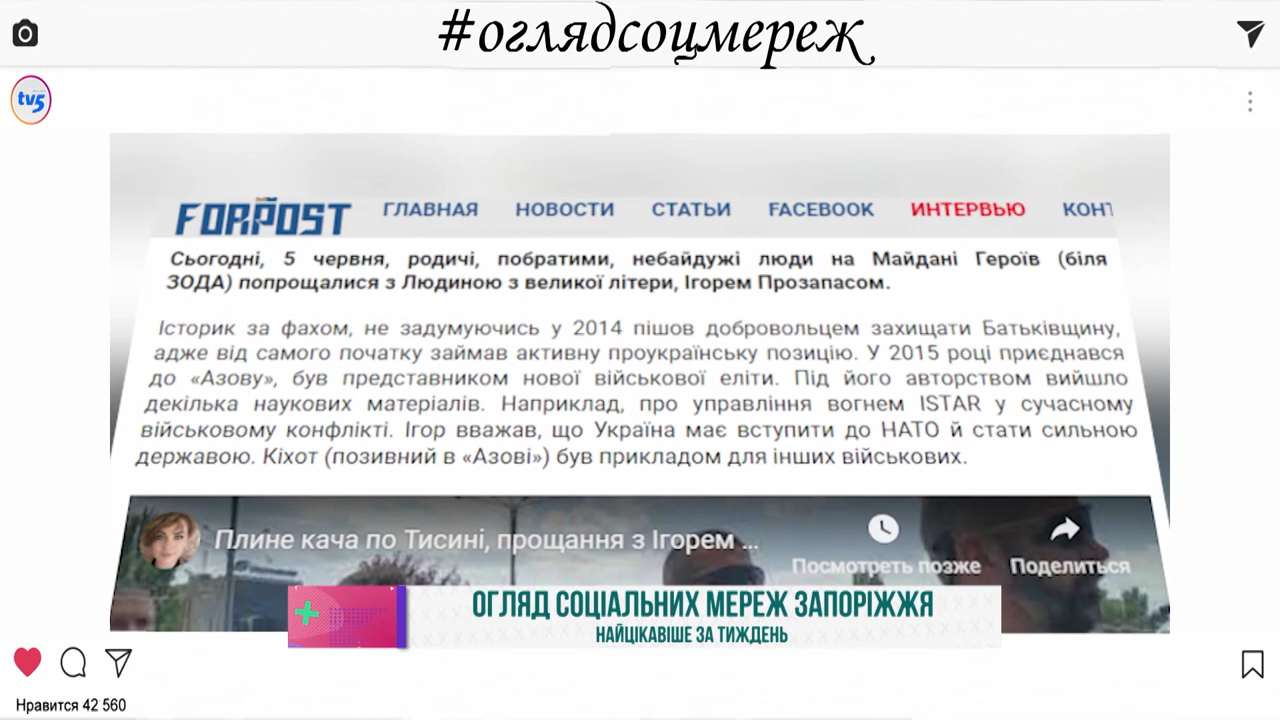 #оглядсоцмереж
tv5
FORPOST
ГЛАВНАЯ НОВОСТИ СТАТЬИ FACEBOOK ИНТЕРВЬЮ КОНТ
Сьогодні, 5 червня, родичі, побратими, небайдужі люди на Майдані Героїв (біля
ЗОДА) попрощалися з Людиною з великої літери, Ігорем Прозапасом.
Історик за фахом, не задумуючись у 2014 пішов добровольцем захищати Батьківщину,
адже від самого початку займав активну проукраїнську позицію. У 2015 році приєднався
до «Азову», був представником нової військової еліти. Під його авторством вийшло
декілька наукових матеріалів. Наприклад, про управління вогнем ISTAR у сучасному
військовому конфлікті. Ігор вважав, що Україна має вступити до НАТО й стати сильною
державою. Кіхот (позивний в «Азові») був прикладом для інших військових.
Плине кача по Тисині, прощання з Ігорем ...
Посмотреть позже Поделиться
ОГЛЯД СОЦІАЛЬНИХ МЕРЕЖ ЗАПОРІЖЖЯ
НАЙЦІКАВІШЕ ЗА ТИЖДЕНЬ
Нравится 42 560